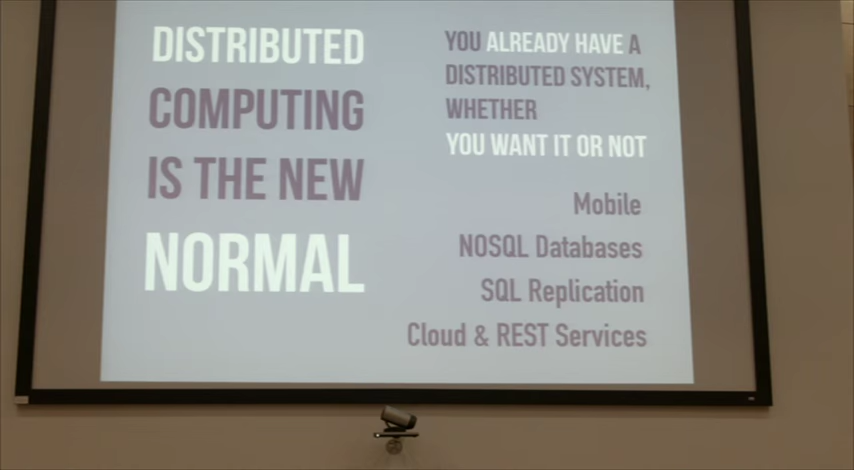 DISTRIBUTED
COMPUTING
IS THE NEW
NORMAL
YOU ALREADY HAVE A
DISTRIBUTED SYSTEM,
WHETHER
YOU WANT IT OR NOT
Mobile
NOSQL Databases
SQL Replication
Cloud & REST Services